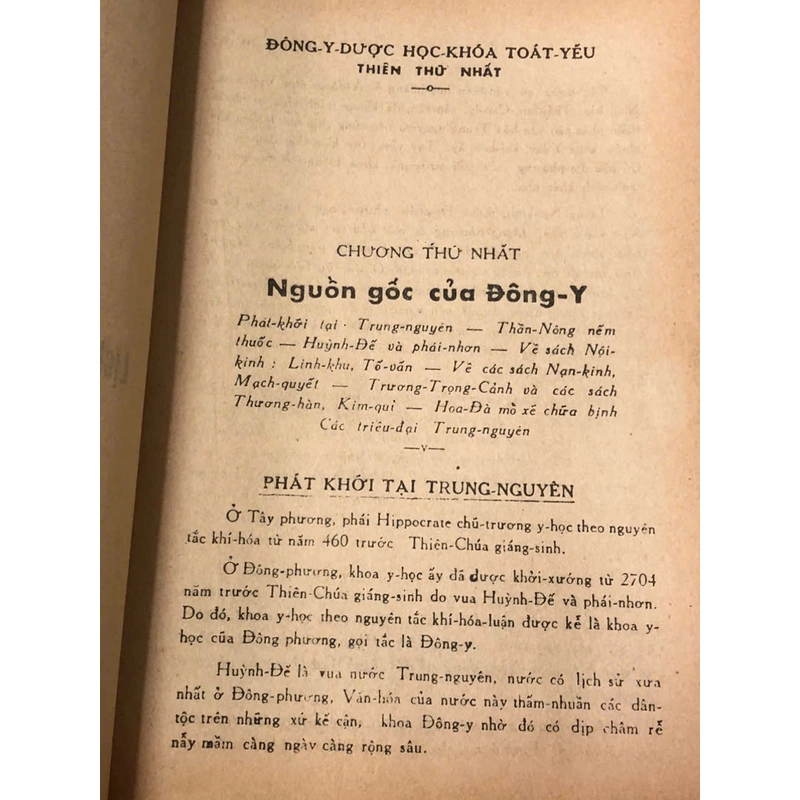 ĐÔNG-Y-DƯỢC HỌC-KHÓA TOÁT-YẾU
THIÊN THỨ NHẤT
CHƯƠNG THỨ NHẤT
Nguồn gốc của Đông-Y
Phát-khởi tại Trung-nguyên — Thần-Nông nếm
thuốc — Huỳnh-Đế và phái-nhơn — Về sách Nội-
kinh : Linh-khu, Tố-vấn — Về các sách Nạn-kinh,
Mạch-quyết — Trương-Trọng-Cảnh và các sách
Thương-hàn, Kim-quì — Hoa-Đà mổ xẻ chữa bịnh
Các triều-đại Trung-nguyên
—v—
PHÁT KHỞI TẠI TRUNG-NGUYÊN
Ở Tây phương, phái Hippocrate chủ-trương y-học theo nguyên
tắc khí-hóa từ năm 460 trước Thiên-Chúa giáng-sinh.
Ở Đông-phương, khoa y-học ấy đã được khởi-xướng từ 2704
năm trước Thiên-Chúa giáng-sinh do vua Huỳnh-Đế và phái-nhơn.
Do đó, khoa y-học theo nguyên tắc khí-hóa-luận được kể là khoa y-
học của Đông phương, gọi tắc là Đông-y.
Huỳnh-Đế là vua nước Trung-nguyên, nước có lịch sử xưa
nhất ở Đông-phương, Văn-hóa của nước này thấm-nhuần các dân-
tộc trên những xứ kế cận, khoa Đông-y nhờ đó có dịp châm rễ
nẩy mầm càng ngày càng rộng sâu.